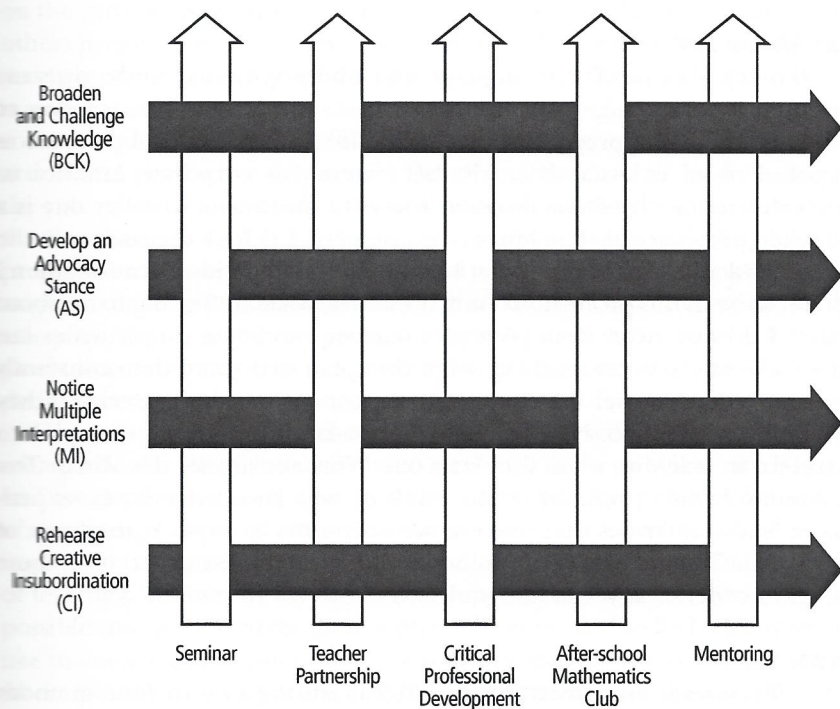 Broaden
and Challenge
Knowledge
(BCK)
Develop an
Advocacy
Stance
(AS)
Notice
Multiple
Interpretations
(MI)
Rehearse
Creative
Insubordination
(CI)
Seminar
Teacher
Partnership
Critical
Professional
Development
After-school
Mathematics
Club
Mentoring